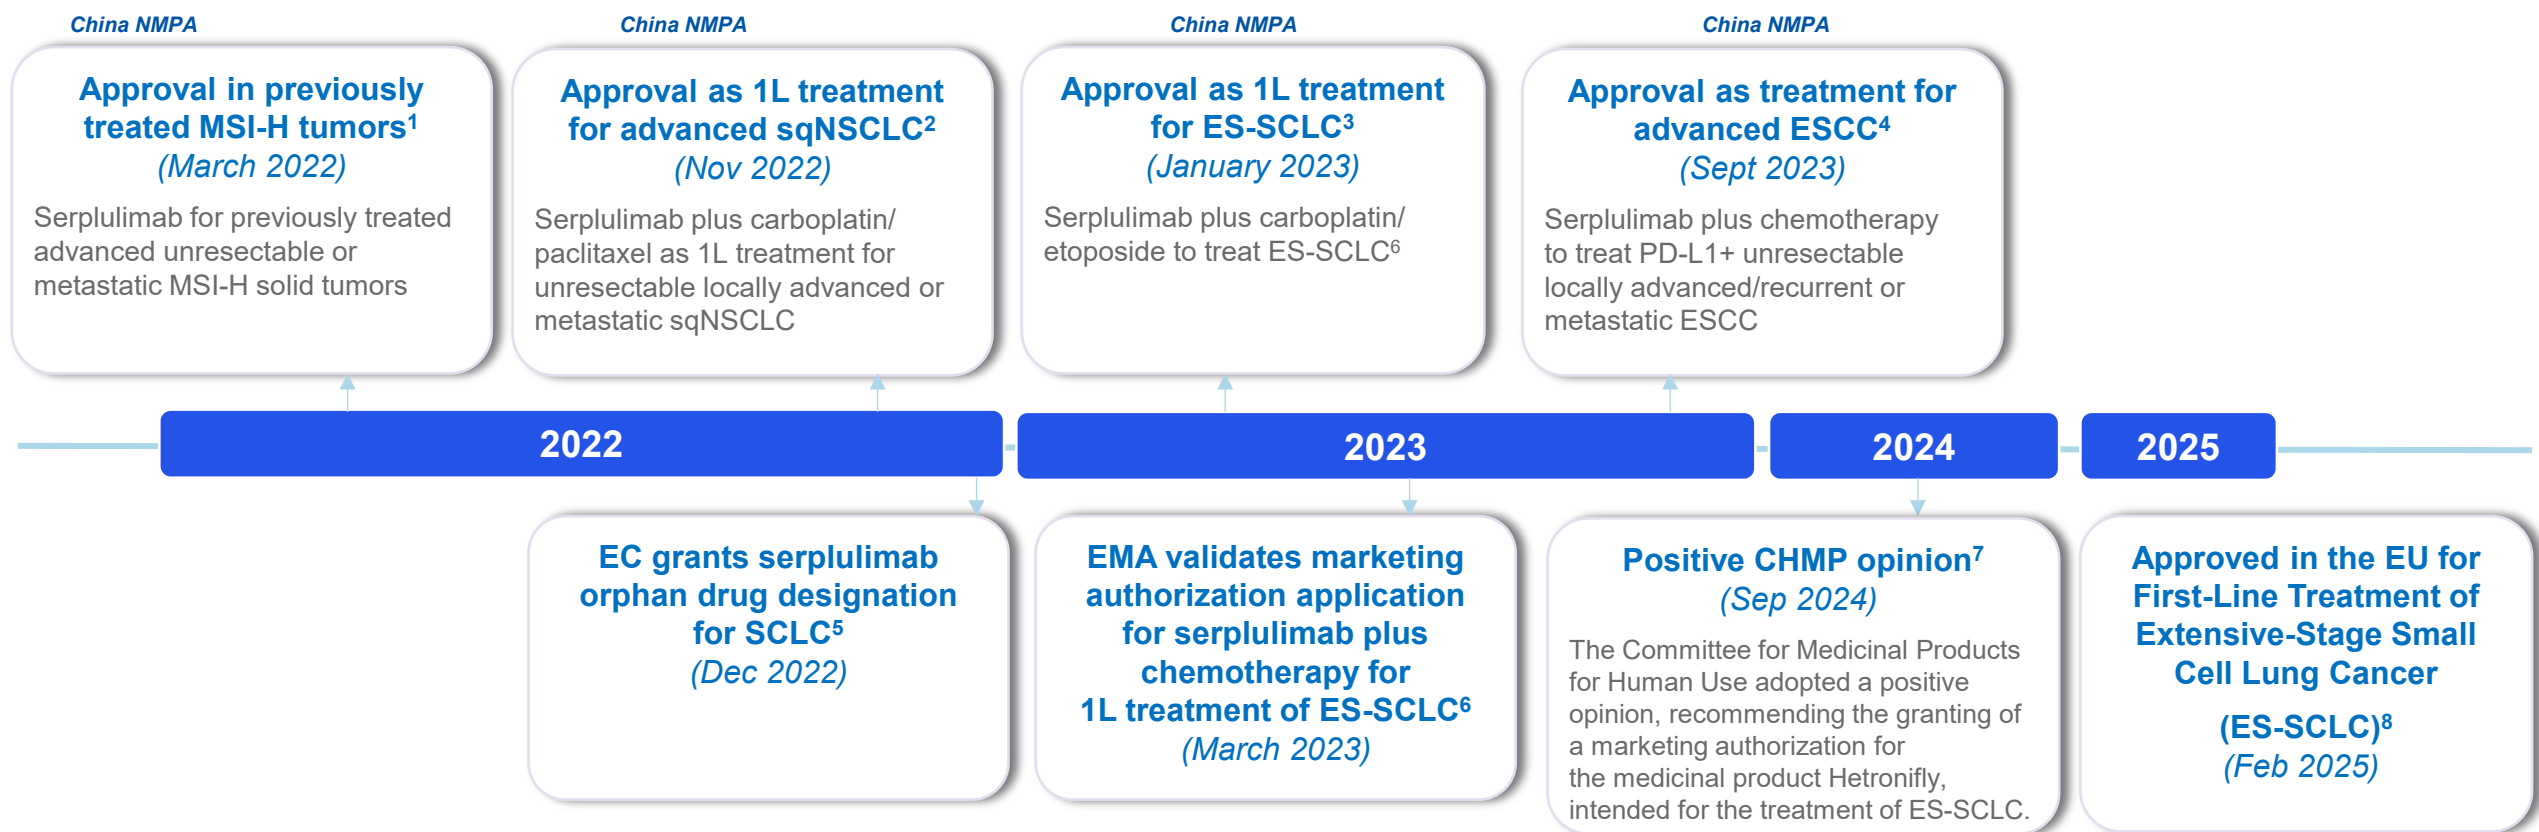 China NMPA
Approval in previously
treated MSI-H tumors¹
(March 2022)
Serplulimab for previously treated
advanced unresectable or
metastatic MSI-H solid tumors
China NMPA
Approval as 1L treatment
for advanced sqNSCLC²
(Nov 2022)
Serplulimab plus carboplatin/
paclitaxel as 1L treatment for
unresectable locally advanced or
metastatic sqNSCLC
China NMPA
Approval as 1L treatment
for ES-SCLC³
(January 2023)
Serplulimab plus carboplatin/
etoposide to treat ES-SCLC⁶
China NMPA
Approval as treatment for
advanced ESCC⁴
(Sept 2023)
Serplulimab plus chemotherapy
to treat PD-L1+ unresectable
locally advanced/recurrent or
metastatic ESCC
2022
2023
2024
2025
EC grants serplulimab
orphan drug designation
for SCLC⁵
(Dec 2022)
EMA validates marketing
authorization application
for serplulimab plus
chemotherapy for
1L treatment of ES-SCLC⁶
(March 2023)
Positive CHMP opinion⁷
(Sep 2024)
The Committee for Medicinal Products
for Human Use adopted a positive
opinion, recommending the granting of
a marketing authorization for
the medicinal product Hetronifly,
intended for the treatment of ES-SCLC.
Approved in the EU for
First-Line Treatment of
Extensive-Stage Small
Cell Lung Cancer
(ES-SCLC)⁸
(Feb 2025)